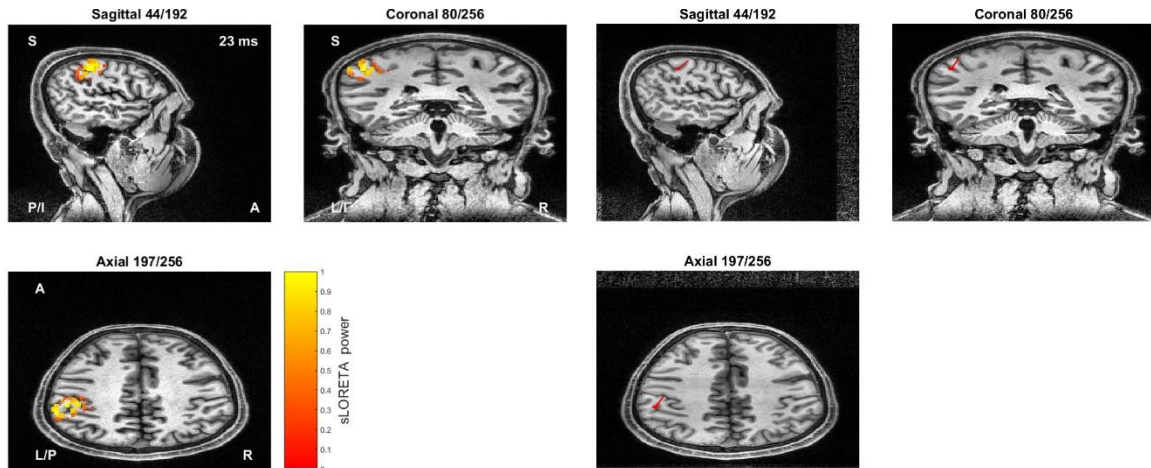 Sagittal 44/192
Coronal 80/256
Sagittal 44/192
Coronal 80/256
S
23 ms
S
P/I
A
L/I
R
Axial 197/256
Axial 197/256
A
1
0.9
0.8
0.7
0.6
0.5
0.4
0.3
0.2
0.1
sLORETA power
L/P
R